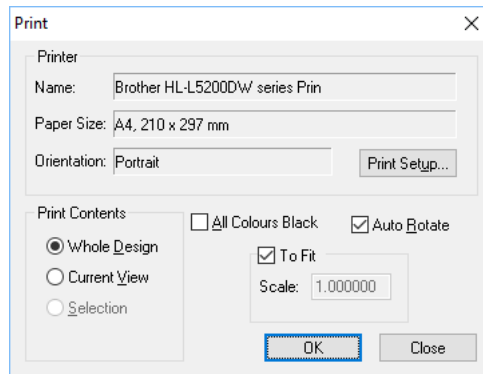 Print
Printer
Name: Brother HL-L5200DW series Prin
Paper Size: A4, 210 x 297 mm
Orientation: Portrait Print Setup...
Print Contents
All Colours Black Auto Rotate
Whole Design
To Fit
Current View
Scale: 1.000000
Selection
OK Close